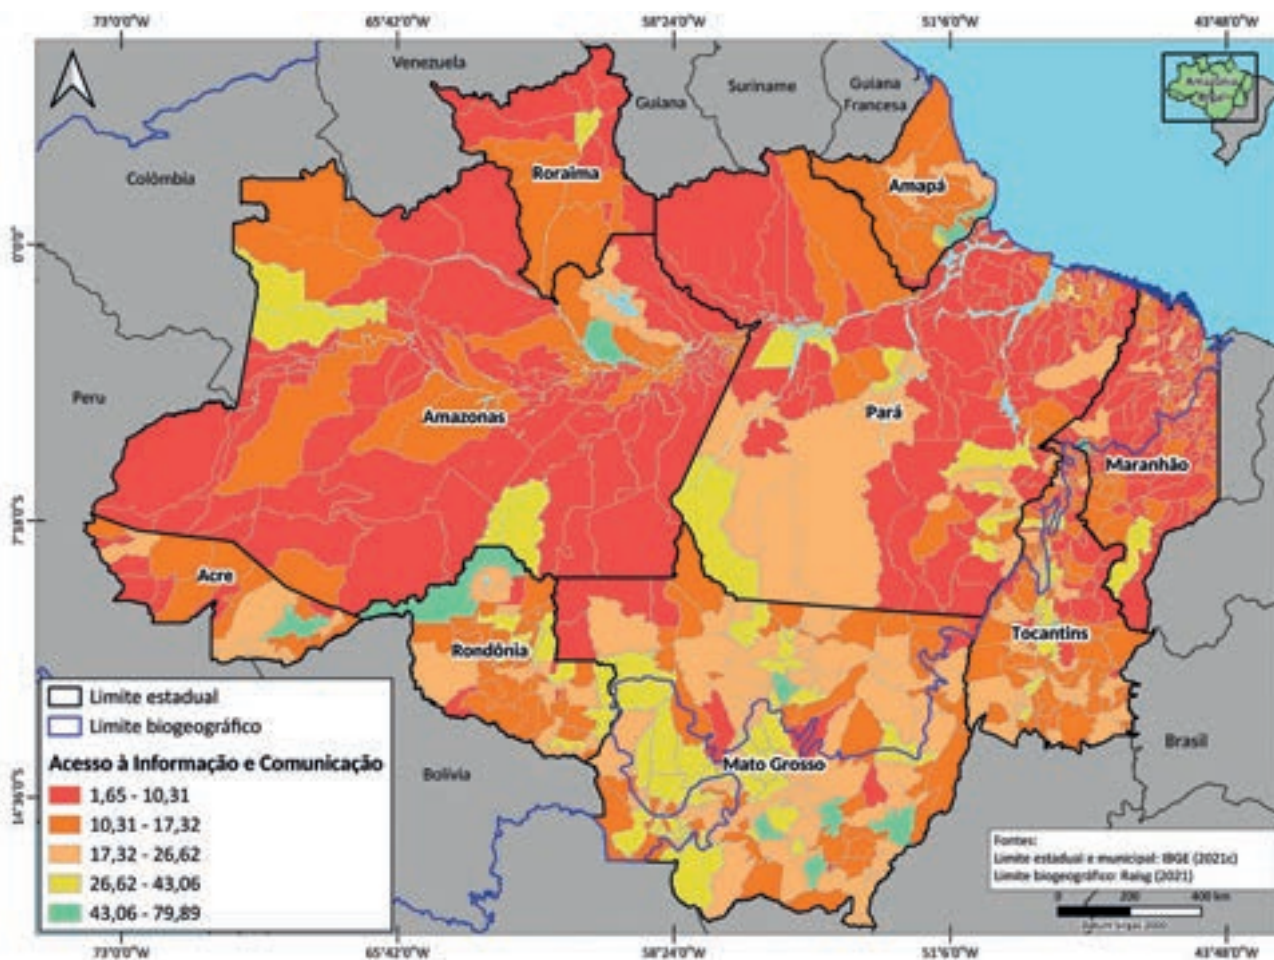 73°0'0"W 65°42'0"W 58°24'0"W 51°6'0"W 43°48'0"W
Venezuela
Guiana
Suriname
Guiana
Francesa
Colômbia
Roraima
Amapá
0°0'0"
Peru
Amazonas
Pará
Maranhão
7°18'0"S
Acre
Rondônia
Tocantins
Mato Grosso
Bolívia
Brasil
14°36'0"S
Limite estadual
Limite biogeográfico
Acesso à Informação e Comunicação
1,65 - 10,31
10,31 - 17,32
17,32 - 26,62
26,62 - 43,06
43,06 - 79,89
Fontes:
Limite estadual e municipal: IBGE (2021c)
Limite biogeográfico: Raisg (2021)
0 200 400 km
73°0'0"W 65°42'0"W 58°24'0"W 51°6'0"W 43°48'0"W